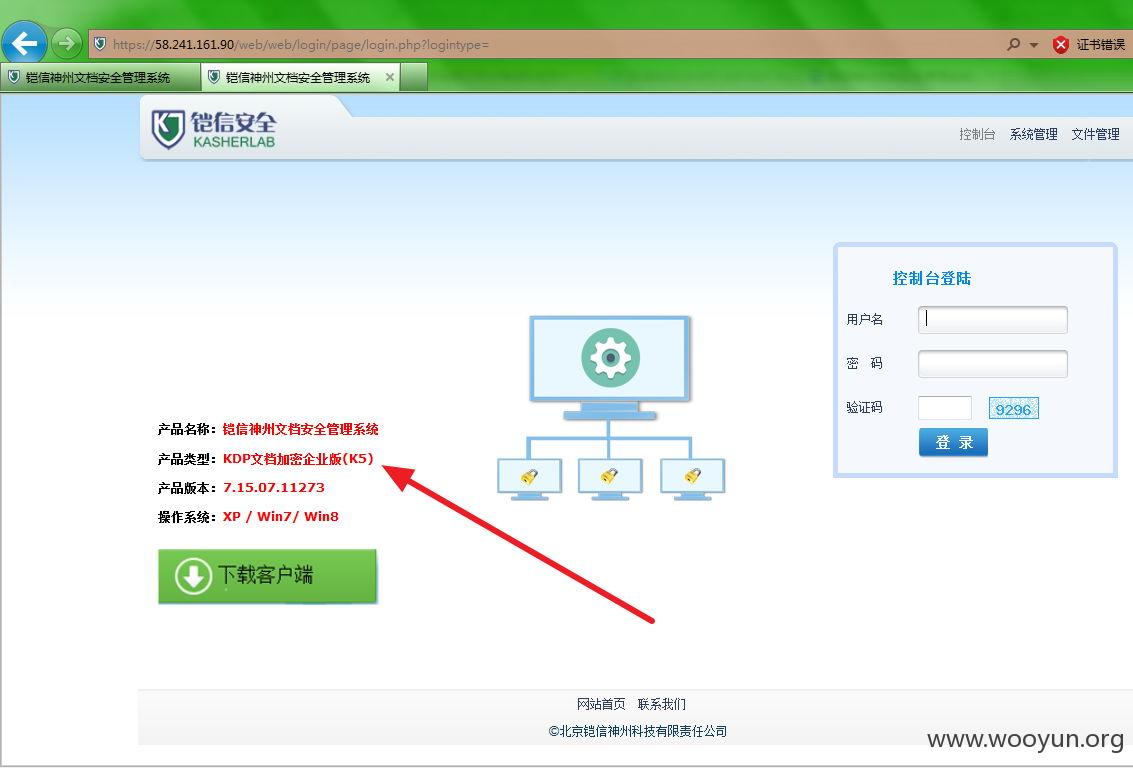 https://58.241.161.90/web/web/login/page/login.php?logintype=
证书错误
铠信神州文档安全管理系统
铠信神州文档安全管理系统
铠信安全
KASHERLAB
控制台 系统管理 文件管理
控制台登陆
用户名
密 码
验证码 9296
登 录
产品名称：铠信神州文档安全管理系统
产品类型：KDP文档加密企业版(K5)
产品版本：7.15.07.11273
操作系统：XP / Win7/ Win8
下载客户端
网站首页 联系我们
©北京铠信神州科技有限责任公司
www.wooyun.org